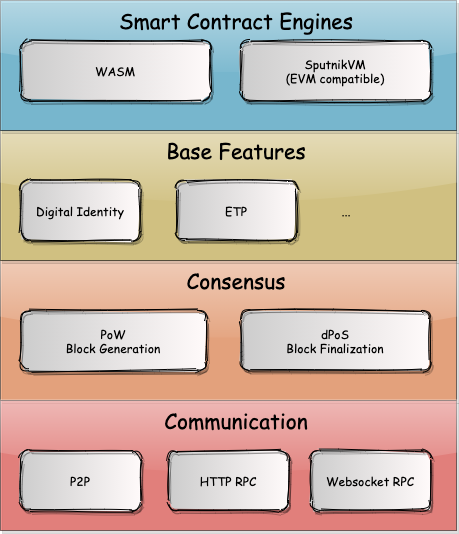 Smart Contract Engines
WASM
SputnikVM
(EVM compatible)
Base Features
Digital Identity
ETP
...
Consensus
PoW
Block Generation
dPoS
Block Finalization
Communication
P2P
HTTP RPC
Websocket RPC